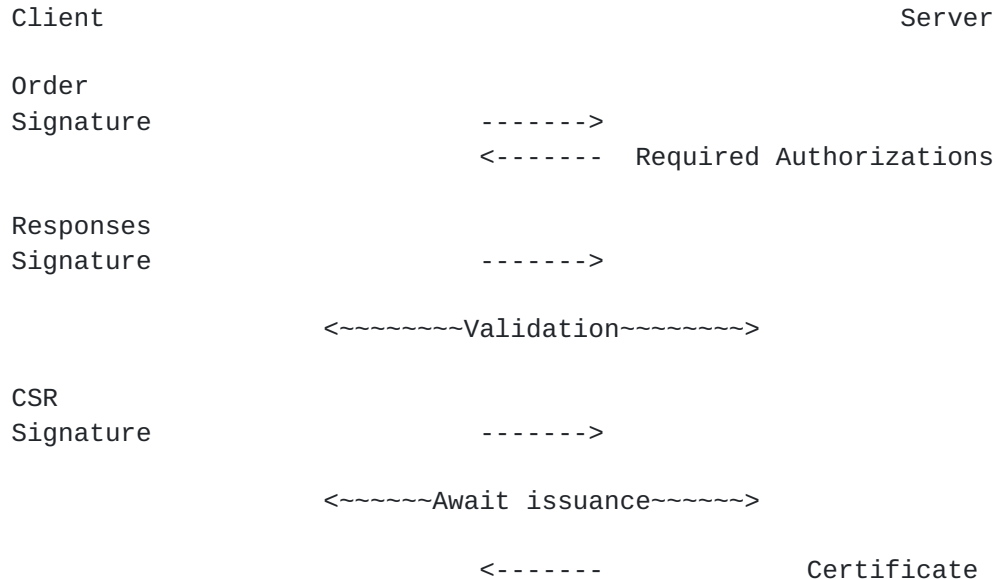 Client                                                   Server

Order
Signature                     ------->
                              <-------  Required Authorizations

Responses
Signature                     ------->

                    <~~~~~~~~Validation~~~~~~~~>

CSR
Signature                     ------->

                    <~~~~~~Await issuance~~~~~~>

                              <-------             Certificate